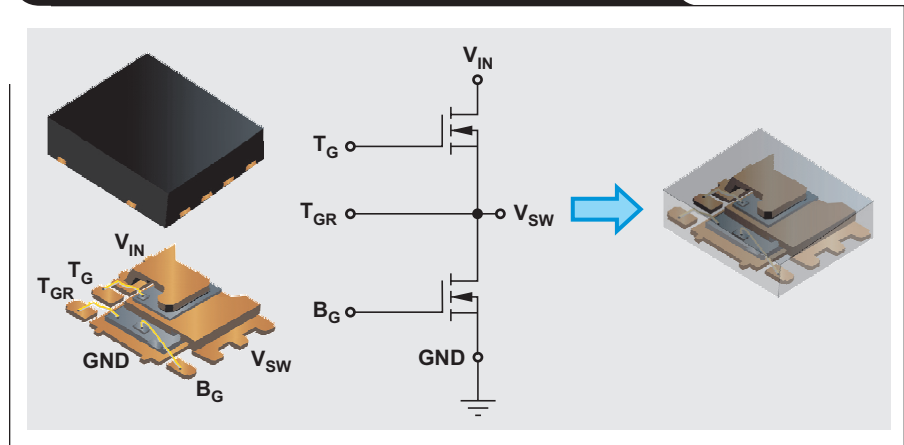 V_IN
T_G
T_GR
V_SW
B_G
GND
V_IN
T_G
T_GR
GND
V_SW
B_G